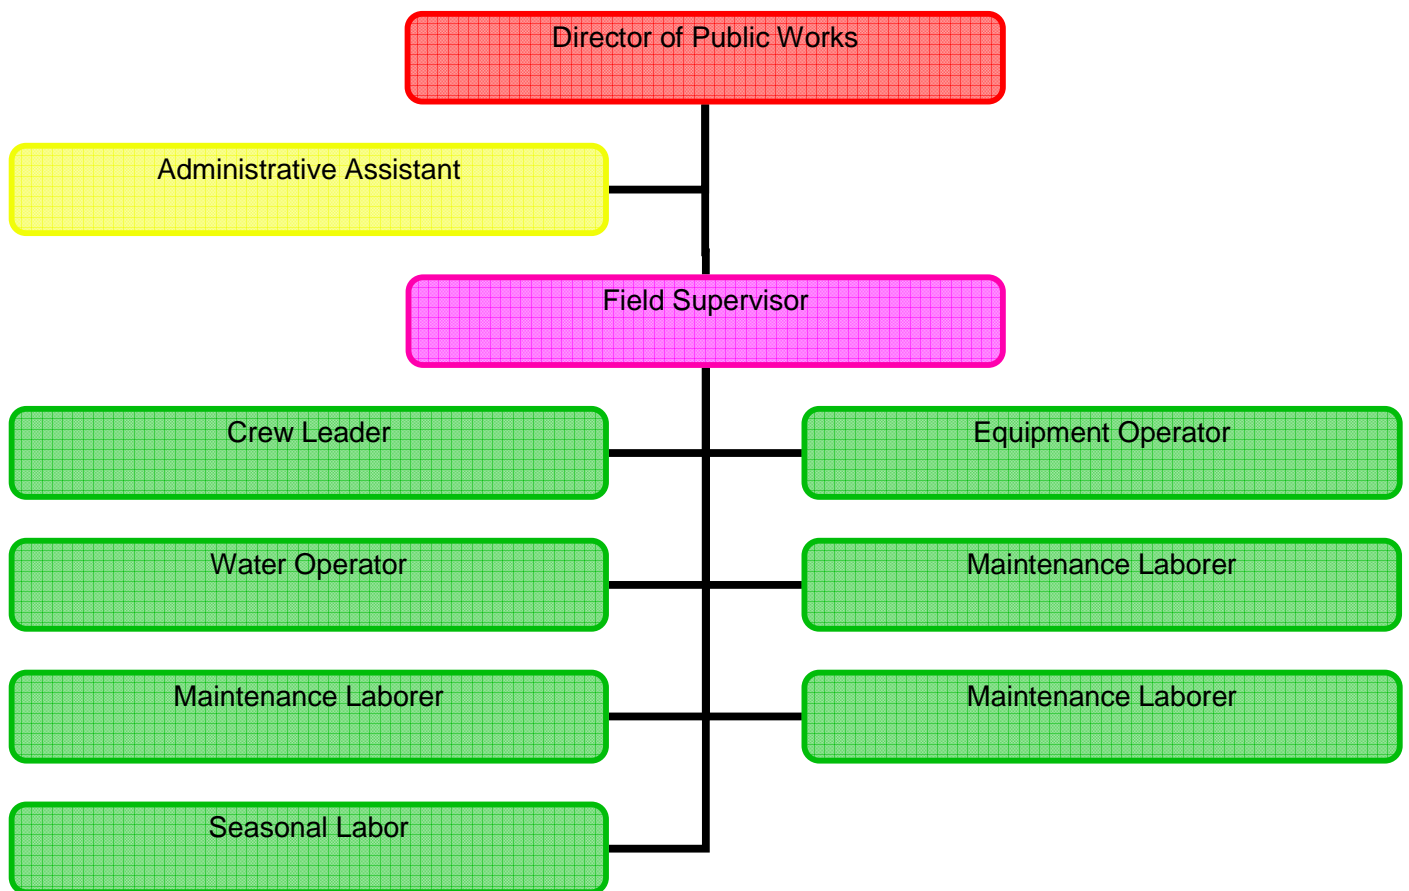 Director of Public Works
Administrative Assistant
Field Supervisor
Crew Leader
Equipment Operator
Water Operator
Maintenance Laborer
Maintenance Laborer
Maintenance Laborer
Seasonal Labor